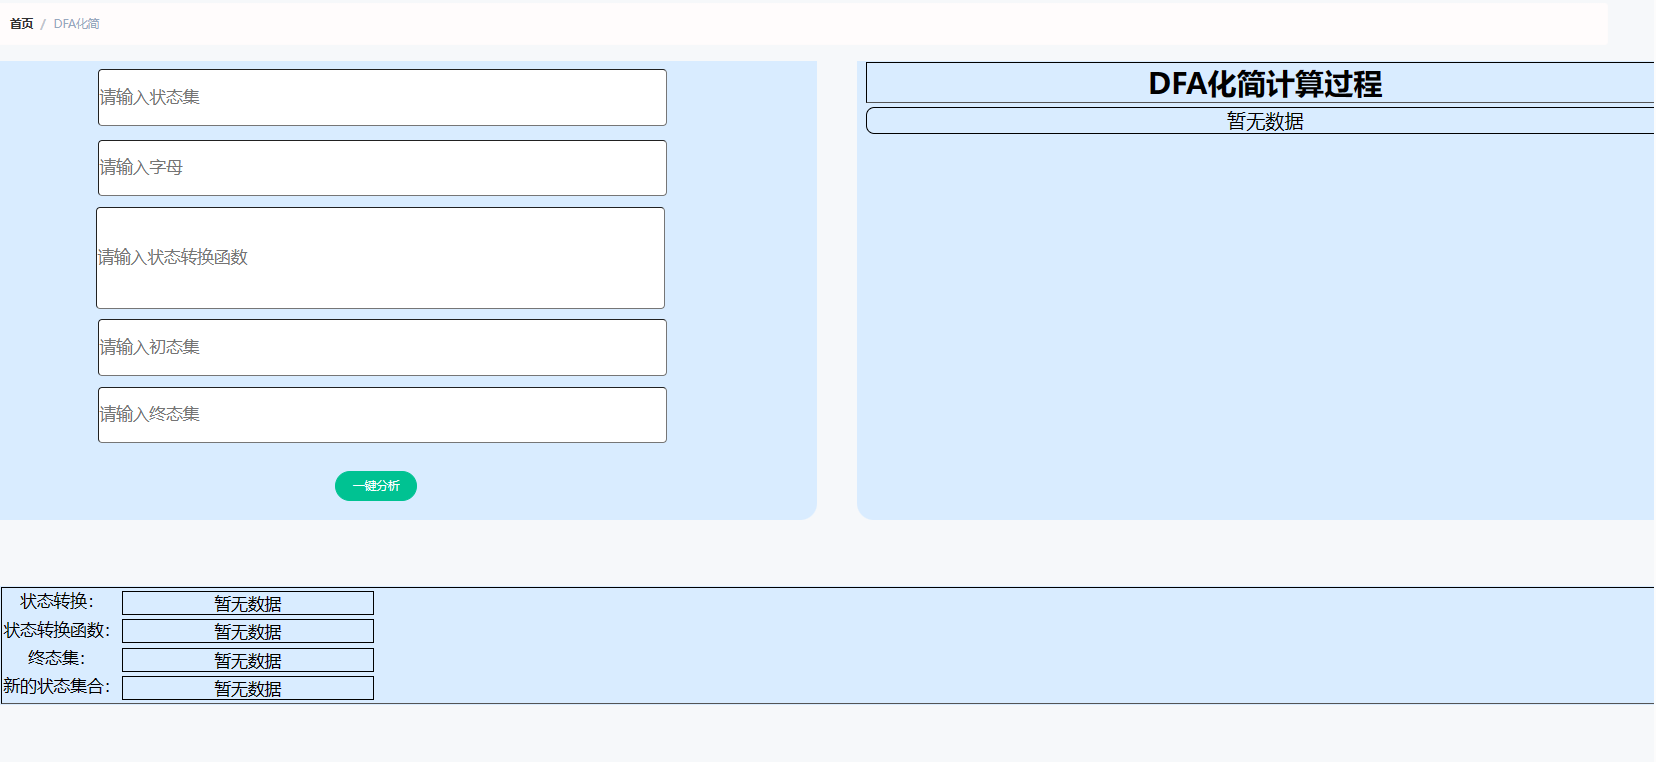 首页 / DFA化简
请输入状态集
请输入字母
请输入状态转换函数
请输入初态集
请输入终态集
一键分析
DFA化简计算过程
暂无数据
状态转换: 暂无数据
状态转换函数: 暂无数据
终态集: 暂无数据
新的状态集合: 暂无数据